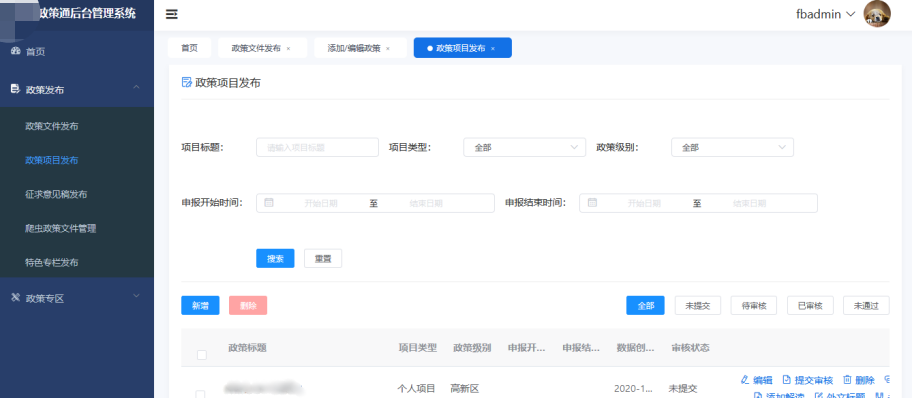 政策通后台管理系统
fbadmin
首页
政策文件发布 ×
添加/编辑政策 ×
政策项目发布 ×
首页
政策发布
政策文件发布
政策项目发布
征求意见稿发布
爬虫政策文件管理
特色专栏发布
政策专区
政策项目发布
项目标题： 请输入项目标题 项目类型： 全部 政策级别： 全部
申报开始时间： 开始日期 至 结束日期 申报结束时间： 开始日期 至 结束日期
搜索 重置
新增 删除 全部 未提交 待审核 已审核 未通过
政策标题 项目类型 政策级别 申报开... 申报结... 数据创... 审核状态
个人项目 高新区 2020-1... 未提交 编辑 提交审核 删除
添加解读 外文标题